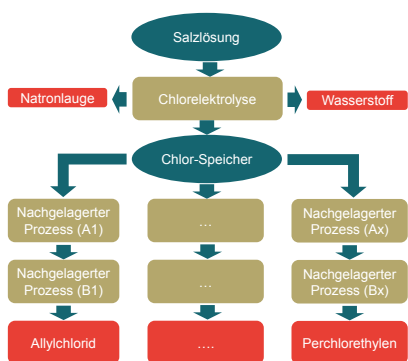 Salzlösung
Natronlauge
Chlorelektrolyse
Wasserstoff
Chlor-Speicher
Nachgelagerter
Prozess (A1)
...
Nachgelagerter
Prozess (Ax)
Nachgelagerter
Prozess (B1)
...
Nachgelagerter
Prozess (Bx)
Allylchlorid
....
Perchlorethylen